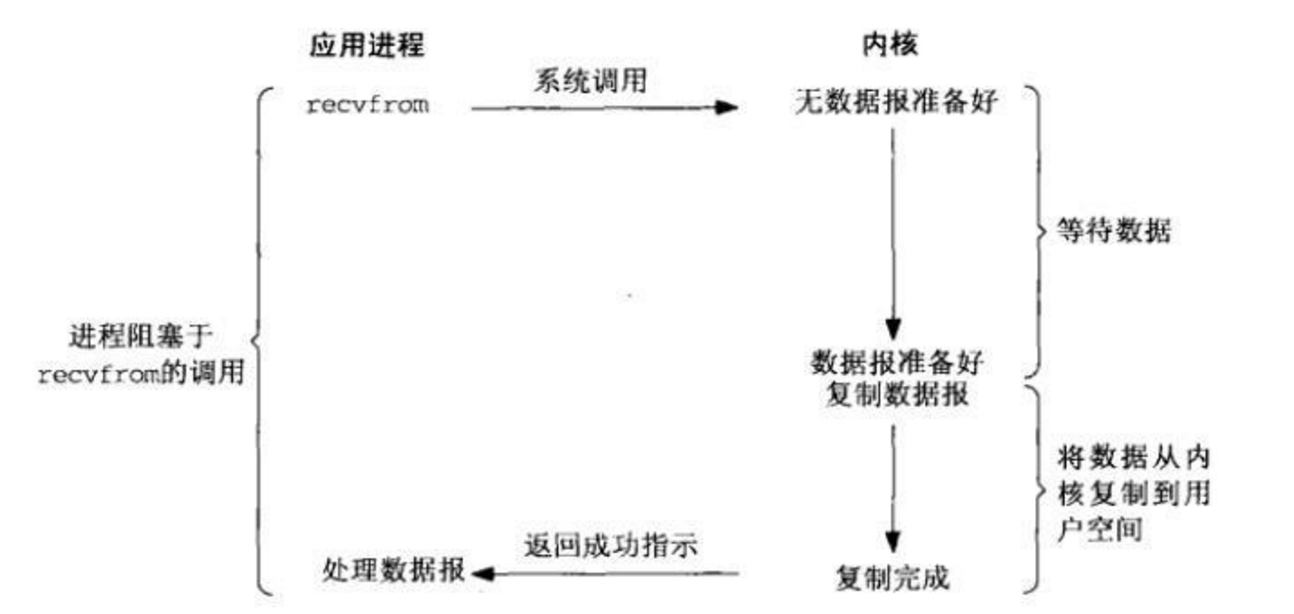 应用进程
内核
系统调用
recvfrom
无数据报准备好
等待数据
进程阻塞于
recvfrom的调用
数据报准备好
复制数据报
将数据从内
核复制到用
户空间
返回成功指示
处理数据报
复制完成